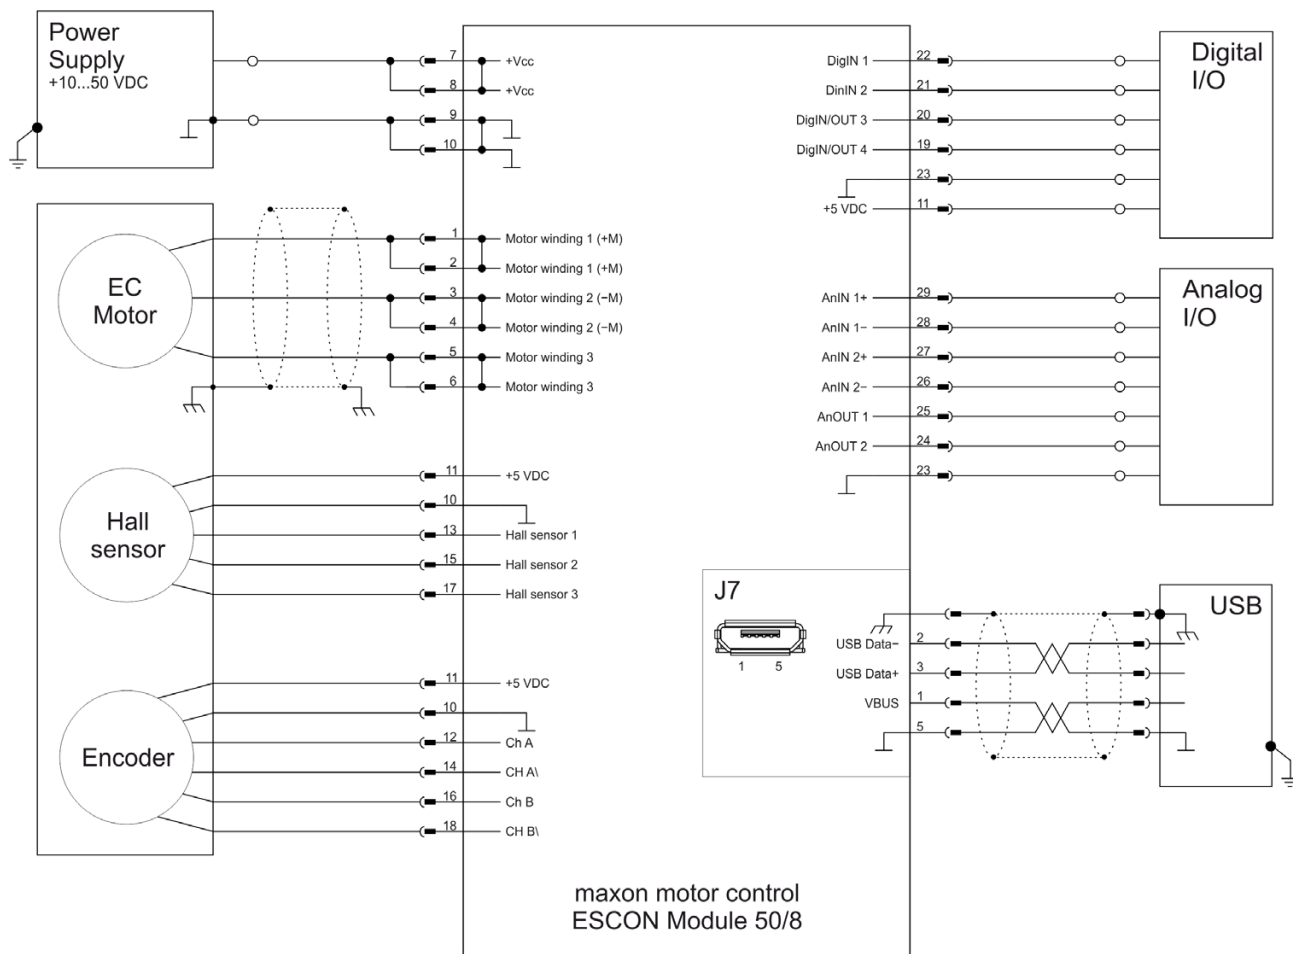 Power
Supply
+10...50 VDC
7
+Vcc
8
+Vcc
9
10
EC
Motor
1
Motor winding 1 (+M)
2
Motor winding 1 (+M)
3
Motor winding 2 (−M)
4
Motor winding 2 (−M)
5
Motor winding 3
6
Motor winding 3
Hall
sensor
11
+5 VDC
10
13
Hall sensor 1
15
Hall sensor 2
17
Hall sensor 3
Encoder
11
+5 VDC
10
12
Ch A
14
CH A\
16
Ch B
18
CH B\
DigIN 1
22
DinIN 2
21
DigIN/OUT 3
20
DigIN/OUT 4
19
23
+5 VDC
11
Digital
I/O
AnIN 1+
29
AnIN 1−
28
AnIN 2+
27
AnIN 2−
26
AnOUT 1
25
AnOUT 2
24
23
Analog
I/O
J7
1 5
USB Data−
2
USB Data+
3
VBUS
1
5
USB
maxon motor control
ESCON Module 50/8